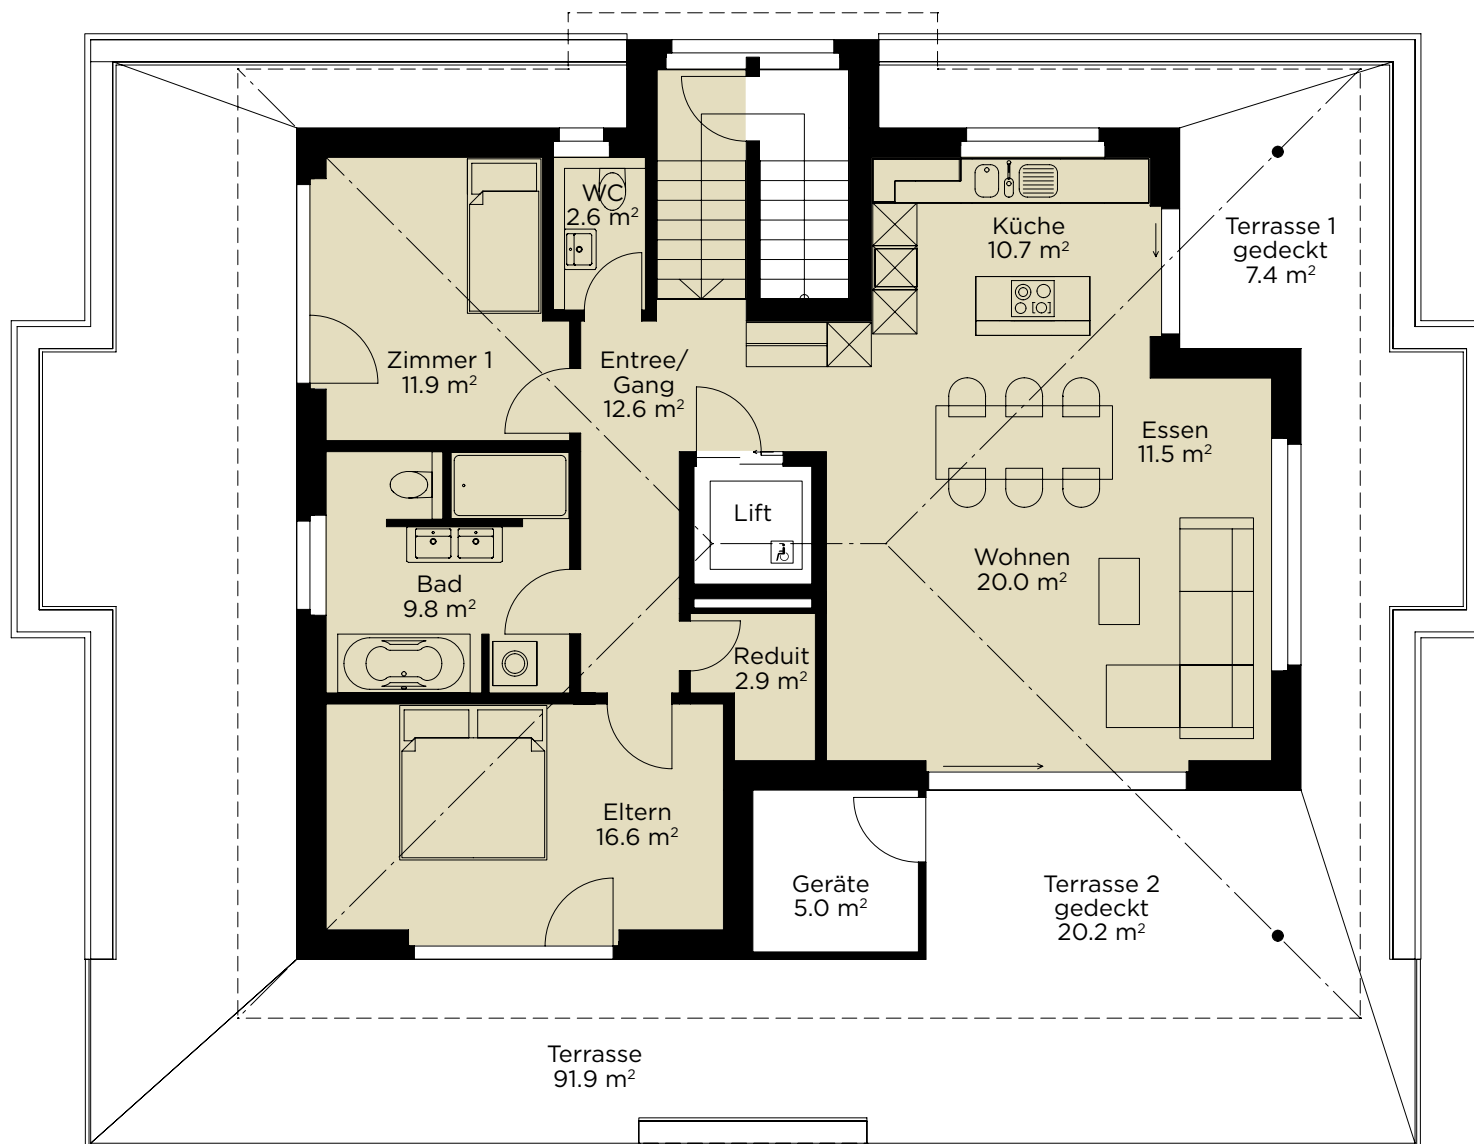 WC
2.6 m²
Küche
10.7 m²
Terrasse 1
gedeckt
7.4 m²
Zimmer 1
11.9 m²
Entree/
Gang
12.6 m²
Essen
11.5 m²
Lift
Wohnen
20.0 m²
Bad
9.8 m²
Reduit
2.9 m²
Eltern
16.6 m²
Geräte
5.0 m²
Terrasse 2
gedeckt
20.2 m²
Terrasse
91.9 m²